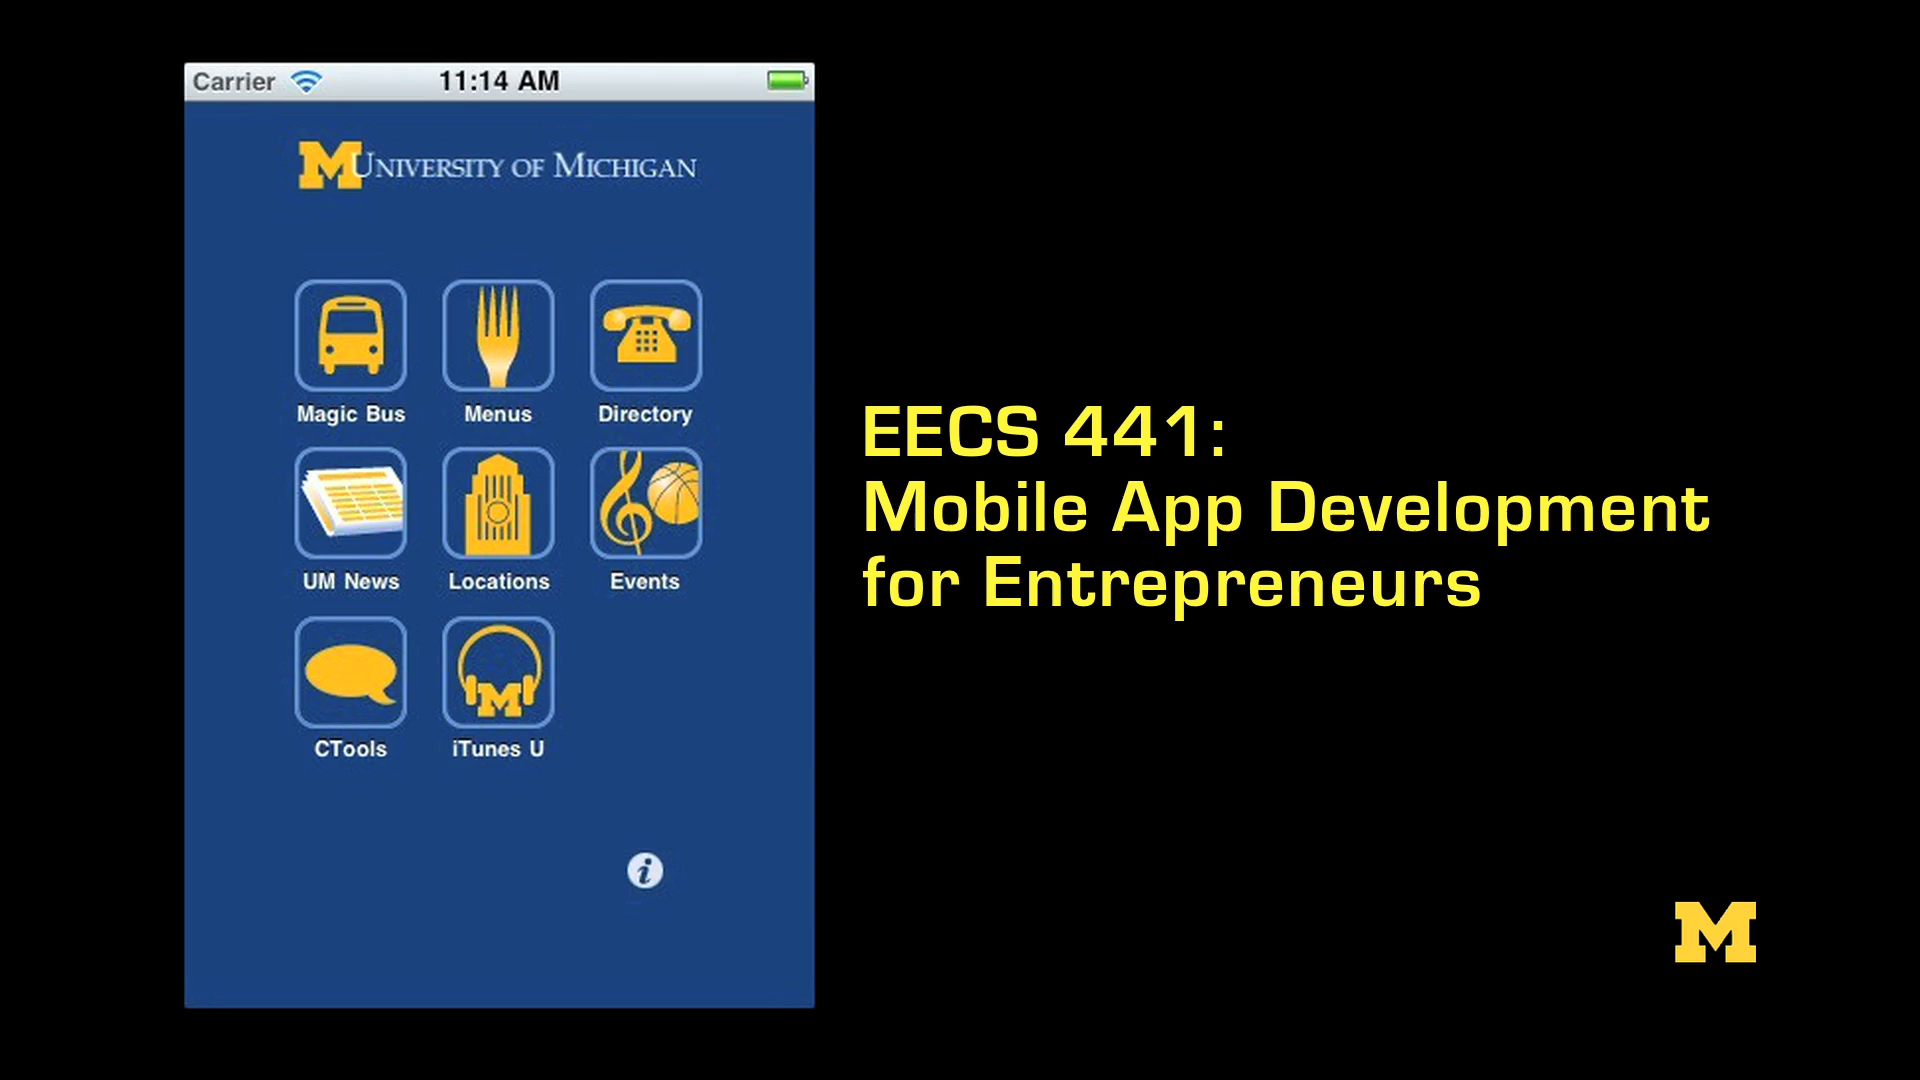 Carrier 11:14 AM
M UNIVERSITY OF MICHIGAN
Magic Bus Menus Directory
UM News Locations Events
M
CTools iTunes U
i
EECS 441:
Mobile App Development
for Entrepreneurs
M